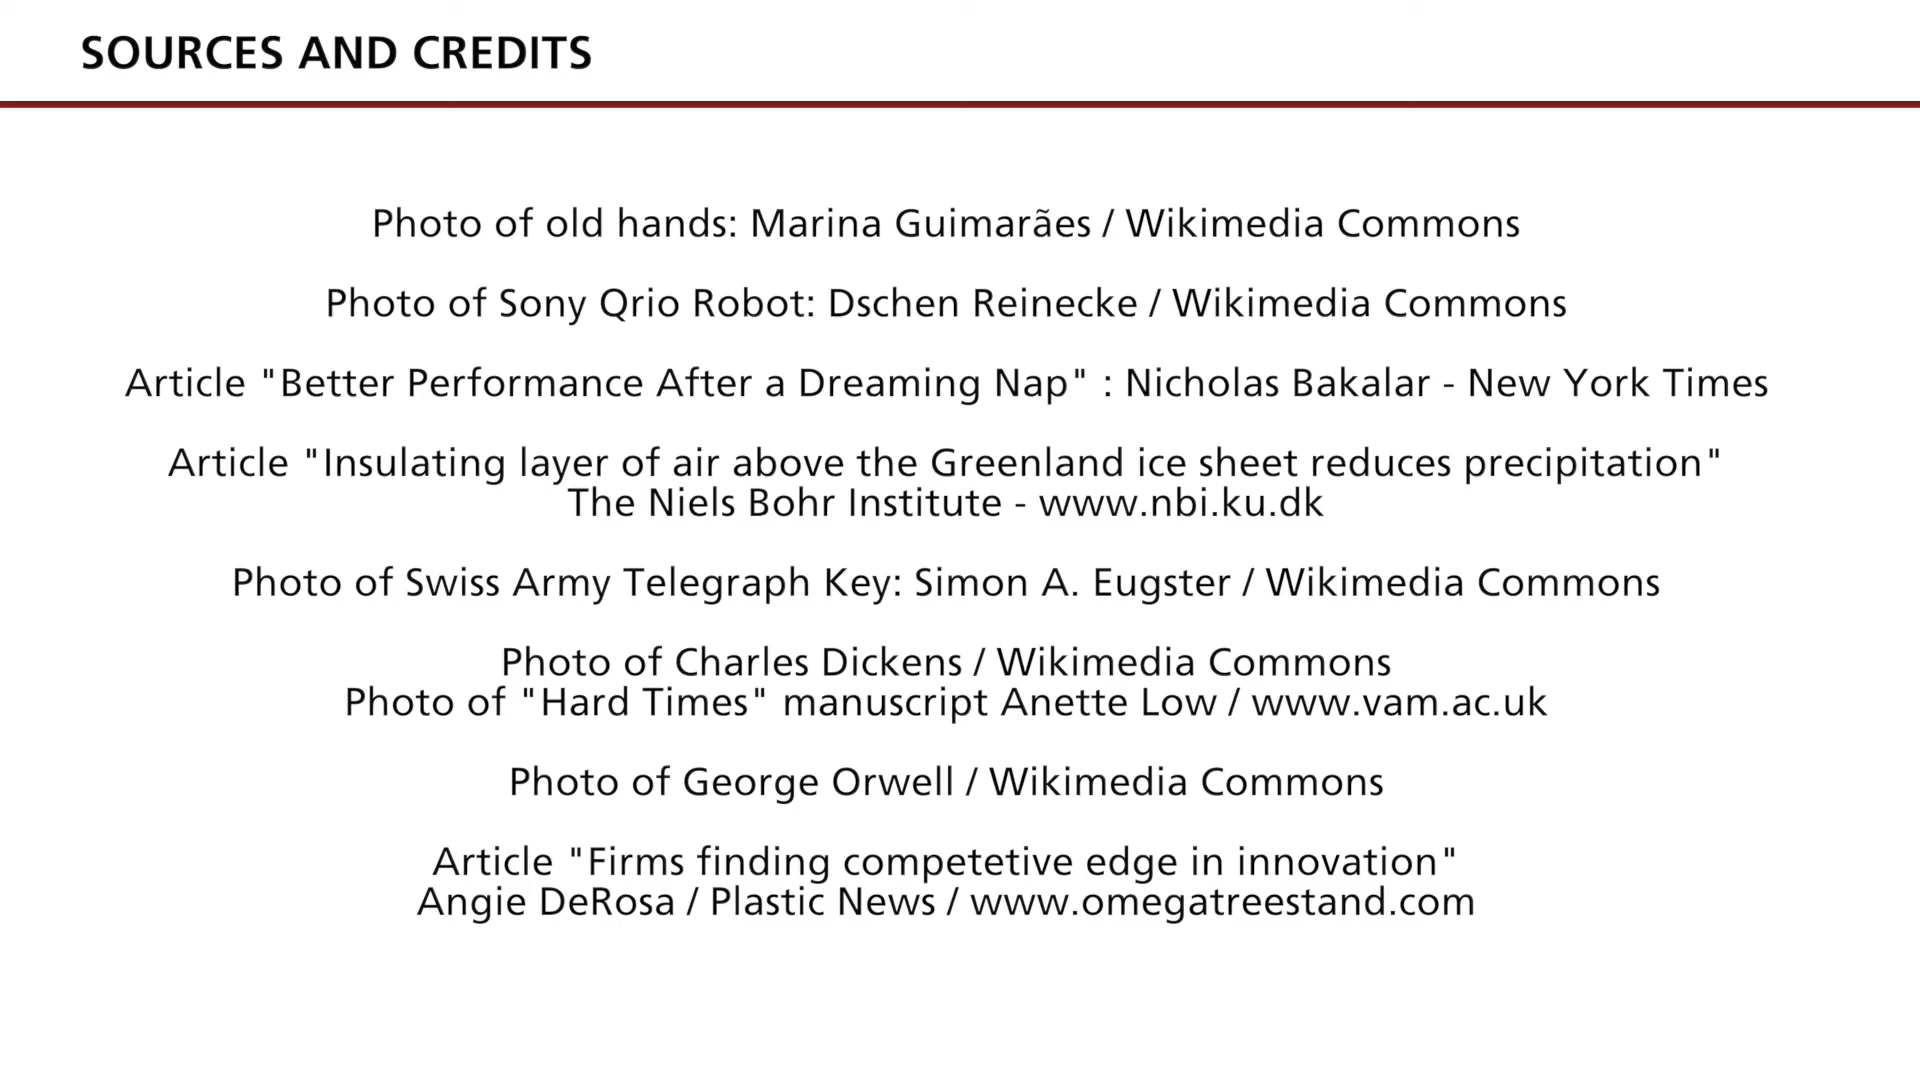 SOURCES AND CREDITS
Photo of old hands: Marina Guimarães / Wikimedia Commons
Photo of Sony Qrio Robot: Dschen Reinecke / Wikimedia Commons
Article "Better Performance After a Dreaming Nap" : Nicholas Bakalar - New York Times
Article "Insulating layer of air above the Greenland ice sheet reduces precipitation"
The Niels Bohr Institute - www.nbi.ku.dk
Photo of Swiss Army Telegraph Key: Simon A. Eugster / Wikimedia Commons
Photo of Charles Dickens / Wikimedia Commons
Photo of "Hard Times" manuscript Anette Low / www.vam.ac.uk
Photo of George Orwell / Wikimedia Commons
Article "Firms finding competetive edge in innovation"
Angie DeRosa / Plastic News / www.omegatreestand.com